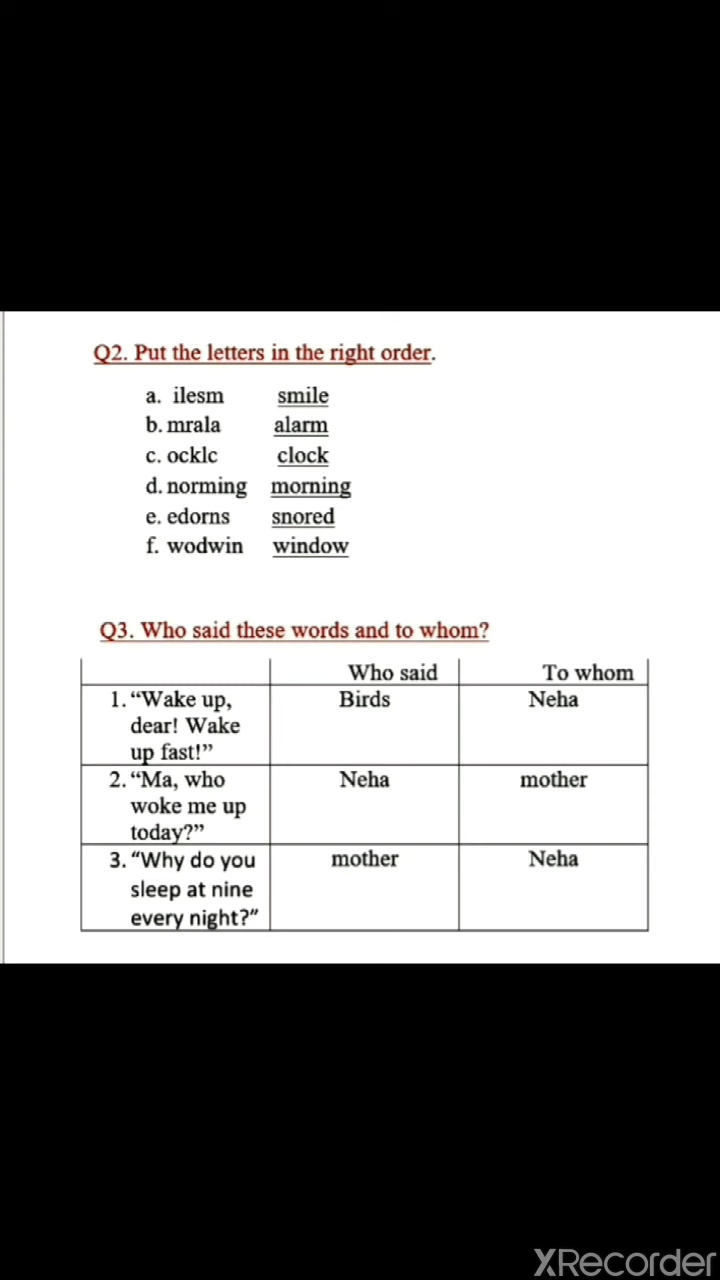 Q2. Put the letters in the right order.
a. ilesm smile
b. mrala alarm
c. ocklc clock
d. norming morning
e. edorns snored
f. wodwin window
Q3. Who said these words and to whom?
Who said To whom
1. “Wake up, Birds Neha
dear! Wake
up fast!”
2. “Ma, who Neha mother
woke me up
today?”
3. “Why do you mother Neha
sleep at nine
every night?”
XRecorder